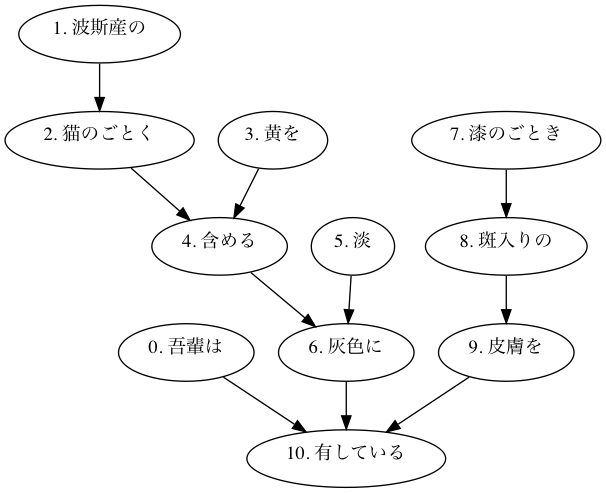 1. 波斯産の
2. 猫のごとく
3. 黄を
7. 漆のごとき
4. 含める
5. 淡
8. 斑入りの
0. 吾輩は
6. 灰色に
9. 皮膚を
10. 有している